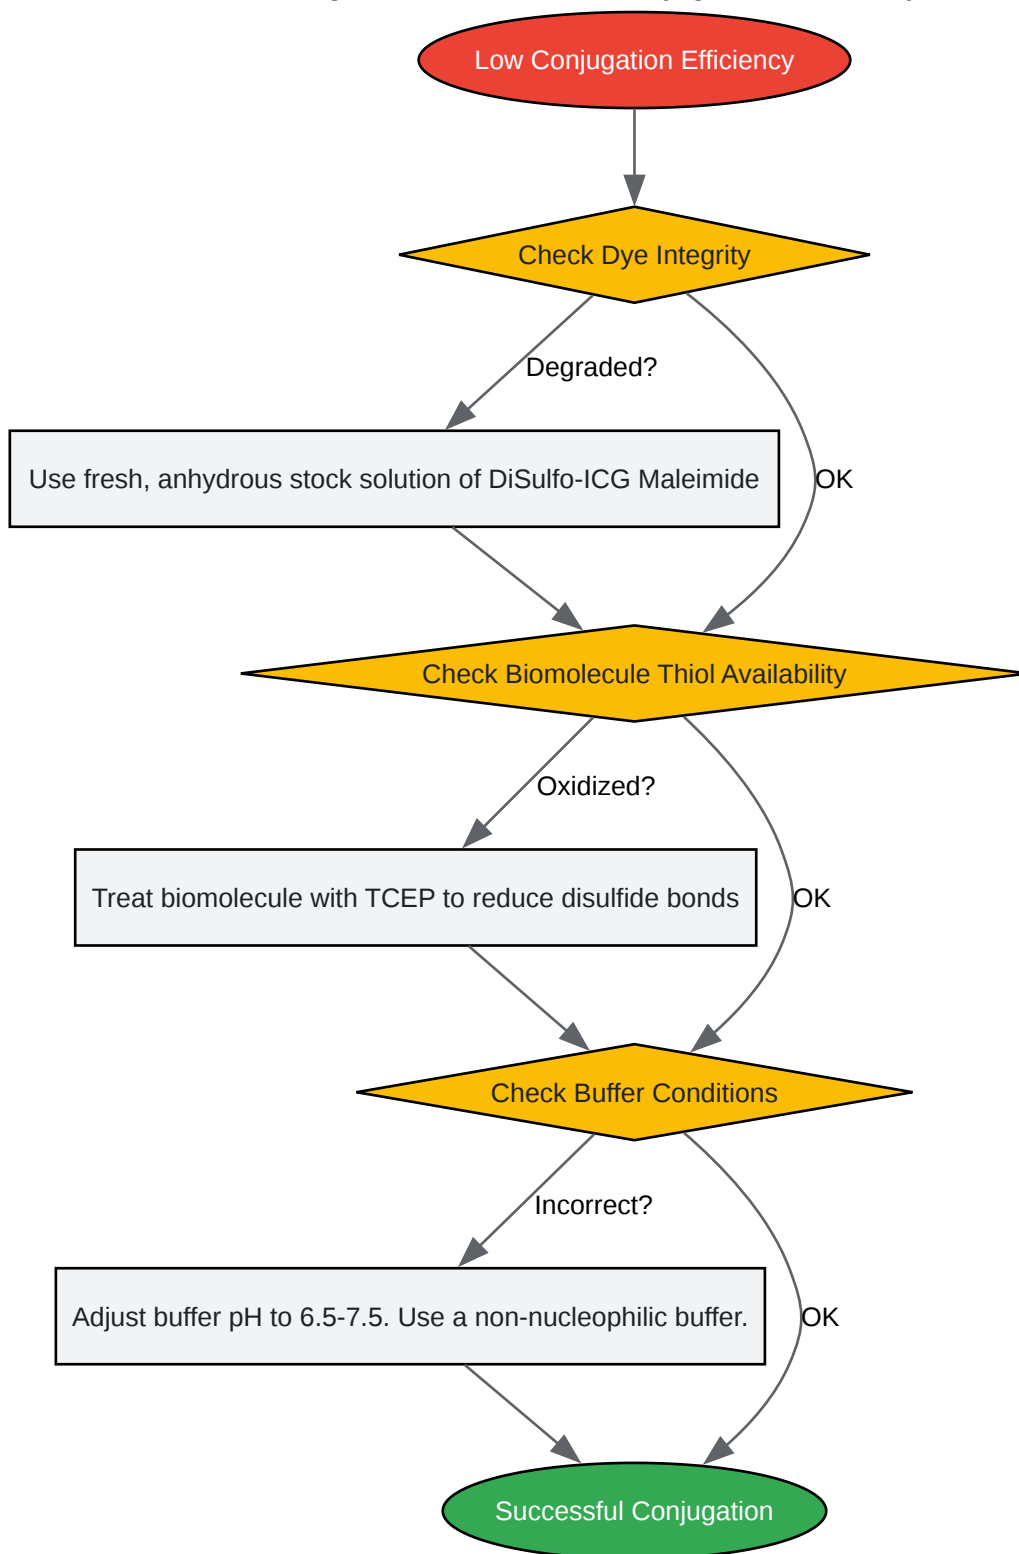 Low Conjugation Efficiency
Check Dye Integrity
Degraded?
Use fresh, anhydrous stock solution of DiSulfo-ICG Maleimide
OK
Check Biomolecule Thiol Availability
Oxidized?
Treat biomolecule with TCEP to reduce disulfide bonds
OK
Check Buffer Conditions
Incorrect?
Adjust buffer pH to 6.5-7.5. Use a non-nucleophilic buffer.
OK
Successful Conjugation